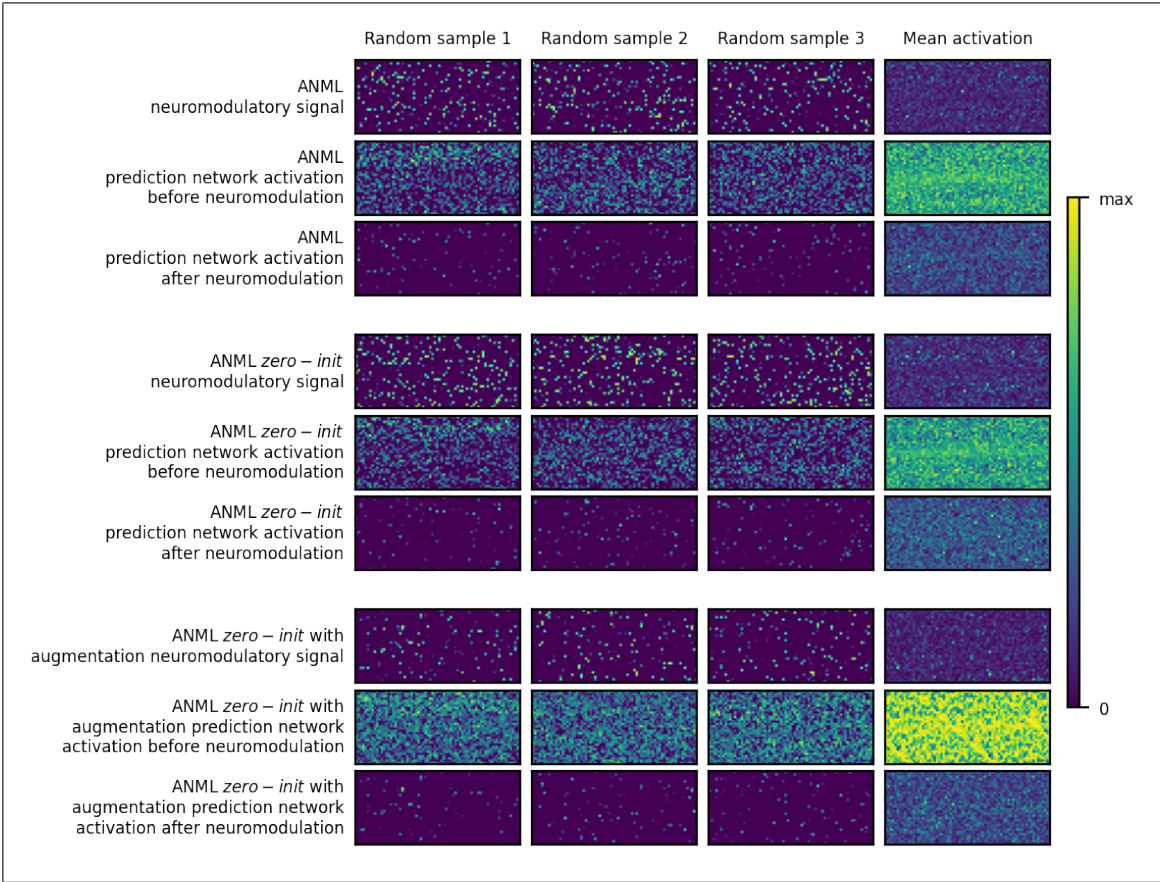 Random sample 1 Random sample 2 Random sample 3 Mean activation
ANML
neuromodulatory signal
ANML
prediction network activation
before neuromodulation
max
ANML
prediction network activation
after neuromodulation
ANML zero − init
neuromodulatory signal
ANML zero − init
prediction network activation
before neuromodulation
ANML zero − init
prediction network activation
after neuromodulation
ANML zero − init with
augmentation neuromodulatory signal
ANML zero − init with
augmentation prediction network
activation before neuromodulation
0
ANML zero − init with
augmentation prediction network
activation after neuromodulation